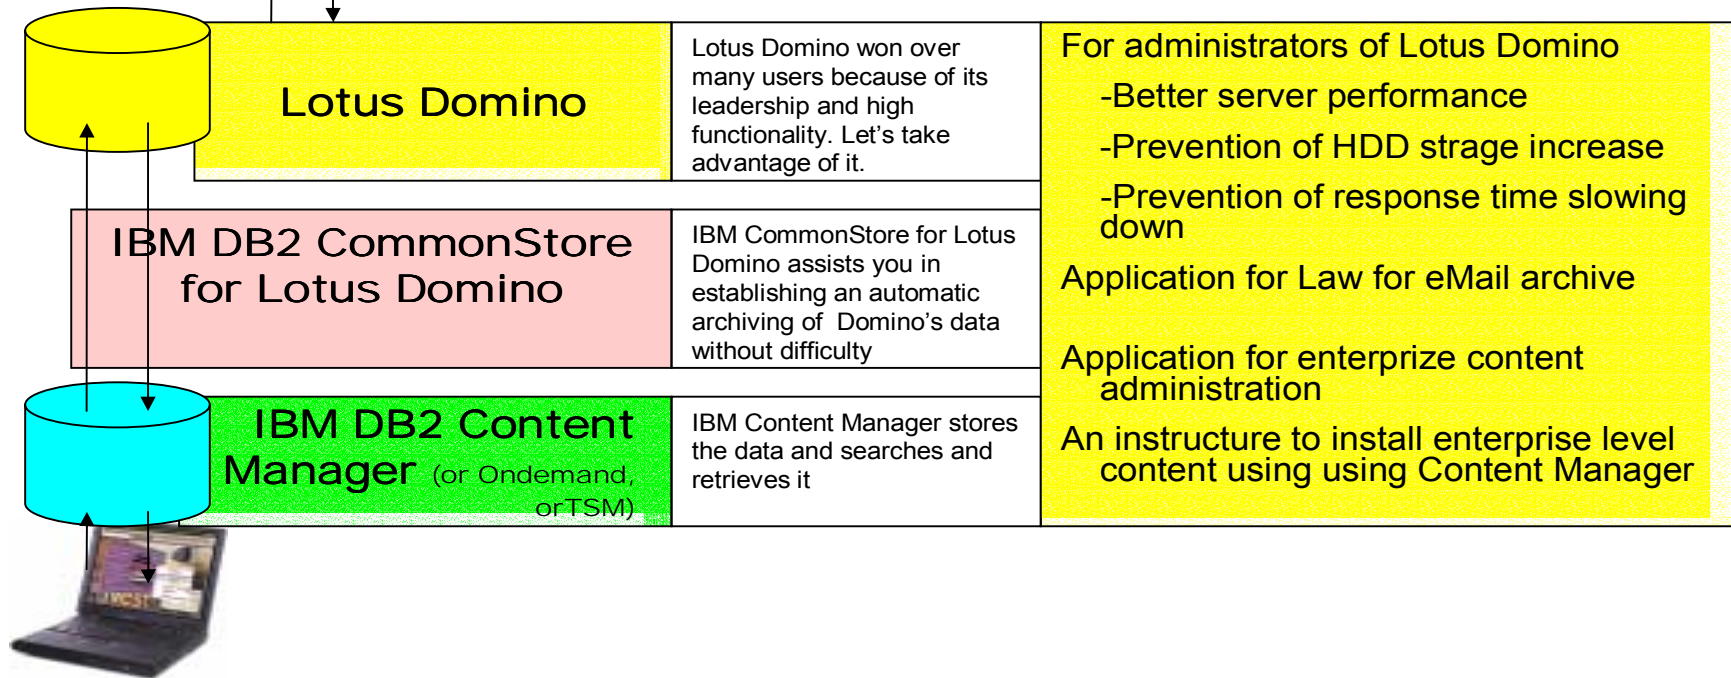 Lotus Domino
Lotus Domino won over
many users because of its
leadership and high
functionality. Let's take
advantage of it.
IBM DB2 CommonStore
for Lotus Domino
IBM CommonStore for Lotus
Domino assists you in
establishing an automatic
archiving of Domino's data
without difficulty
IBM DB2 Content
Manager (or Ondemand,
orTSM)
IBM Content Manager stores
the data and searches and
retrieves it
For administrators of Lotus Domino
-Better server performance
-Prevention of HDD strage increase
-Prevention of response time slowing
down
Application for Law for eMail archive
Application for enterprize content
administration
An instructure to install enterprise level
content using using Content Manager